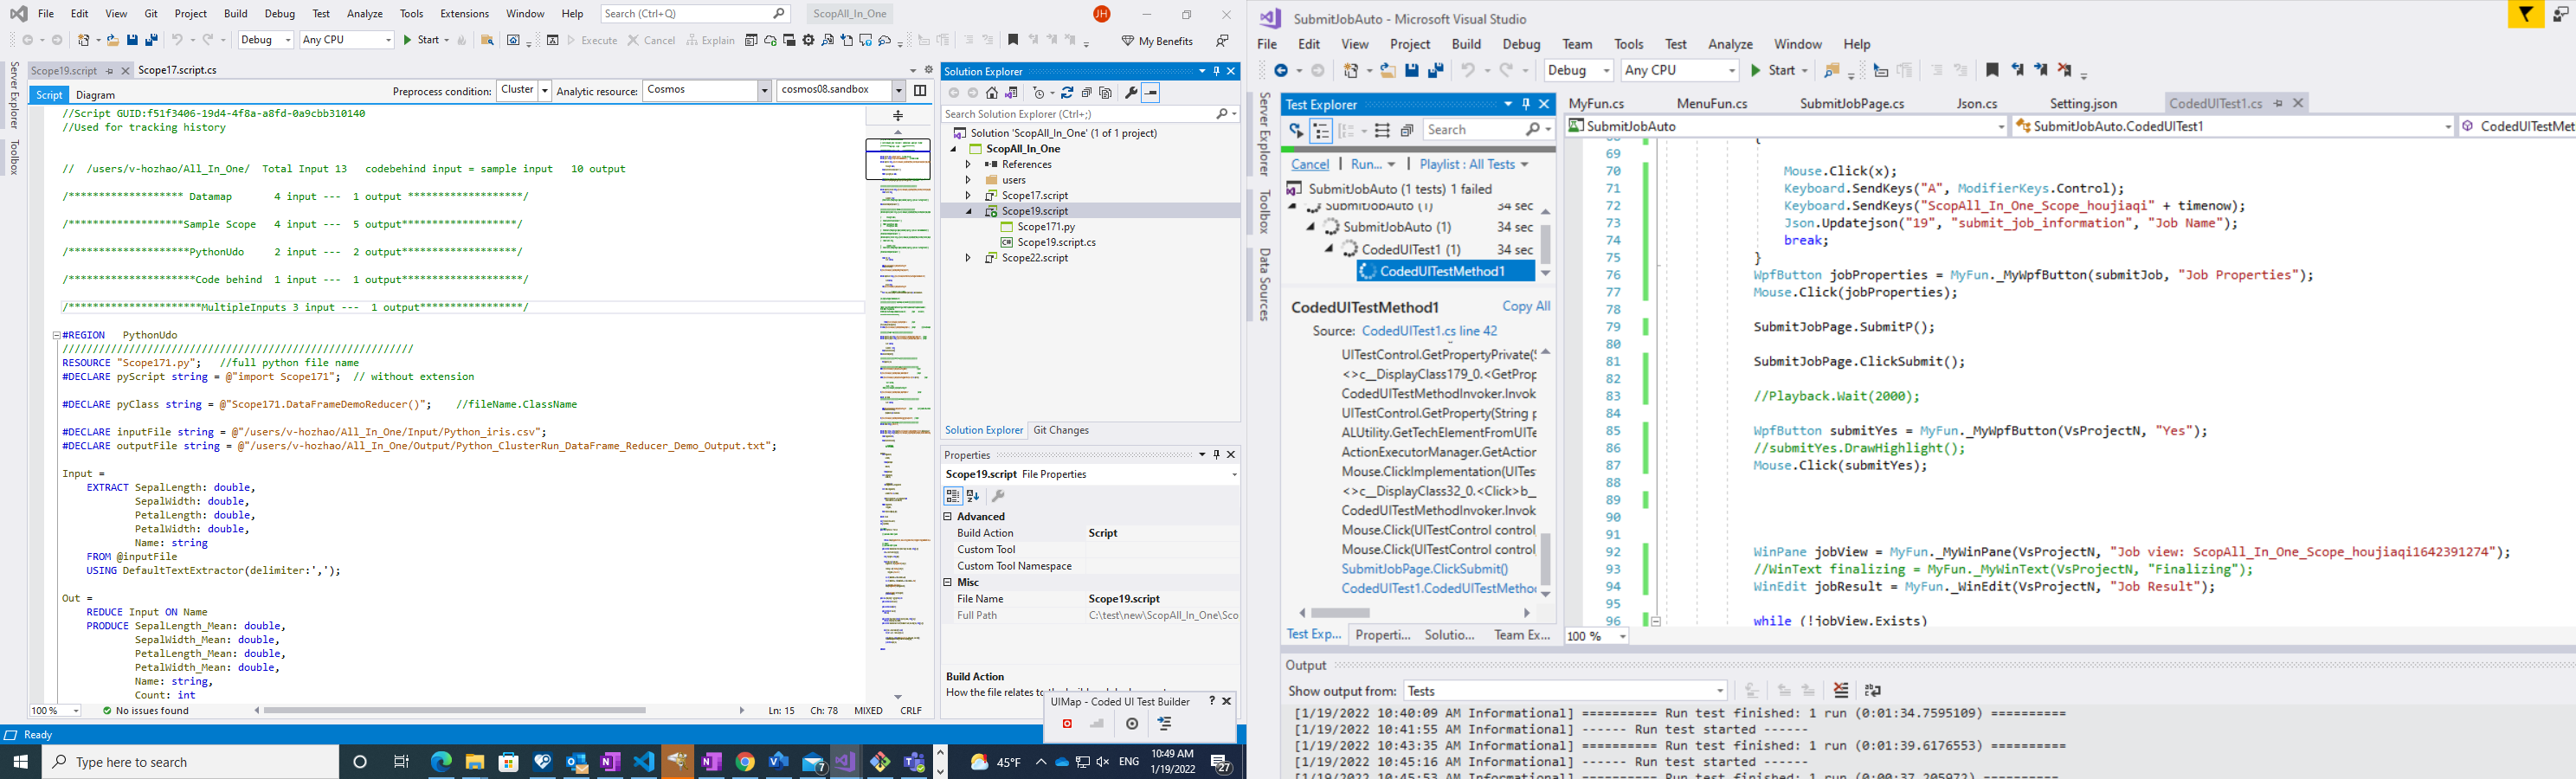 File Edit View Git Project Build Debug Test Analyze Tools Extensions Window Help Search (Ctrl+Q) ScopAll_In_One JH
Debug Any CPU Start Execute Cancel Explain My Benefits
Server Explorer
Toolbox
Scope19.script Scope17.script.cs
Script Diagram Preprocess condition: Cluster Analytic resource: Cosmos cosmos08.sandbox
//Script GUID:f51f3406-19d4-4f8a-a8fd-0a9cbb310140
//Used for tracking history
// /users/v-hozhao/All_In_One/ Total Input 13 codebehind input = sample input 10 output
/******************* Datamap 4 input --- 1 output *******************/
/*******************Sample Scope 4 input --- 5 output*******************/
/********************PythonUdo 2 input --- 2 output*******************/
/*********************Code behind 1 input --- 1 output********************/
/**********************MultipleInputs 3 input --- 1 output*****************/
#REGION PythonUdo
//////////////////////////////////////////////////////////
RESOURCE "Scope171.py"; //full python file name
#DECLARE pyScript string = @"import Scope171"; // without extension
#DECLARE pyClass string = @"Scope171.DataFrameDemoReducer()"; //fileName.ClassName
#DECLARE inputFile string = @"/users/v-hozhao/All_In_One/Input/Python_iris.csv";
#DECLARE outputFile string = @"/users/v-hozhao/All_In_One/Output/Python_ClusterRun_DataFrame_Reducer_Demo_Output.txt";
Input =
EXTRACT SepalLength: double,
SepalWidth: double,
PetalLength: double,
PetalWidth: double,
Name: string
FROM @inputFile
USING DefaultTextExtractor(delimiter:',');
Out =
REDUCE Input ON Name
PRODUCE SepalLength_Mean: double,
SepalWidth_Mean: double,
PetalLength_Mean: double,
PetalWidth_Mean: double,
Name: string,
Count: int
100 % No issues found Ln: 15 Ch: 78 MIXED CRLF
Solution Explorer
Search Solution Explorer (Ctrl+;)
Solution 'ScopAll_In_One' (1 of 1 project)
ScopAll_In_One
References
users
Scope17.script
Scope19.script
Scope171.py
Scope19.script.cs
Scope22.script
Solution Explorer Git Changes
Properties
Scope19.script File Properties
Advanced
Build Action Script
Custom Tool
Custom Tool Namespace
Misc
File Name Scope19.script
Full Path C:\test\new\ScopAll_In_One\Sco
Build Action
How the file relates to the
UIMap - Coded UI Test Builder ?
Ready
Type here to search 7 45°F ENG 10:49 AM 1/19/2022 27
SubmitJobAuto - Microsoft Visual Studio
File Edit View Project Build Debug Team Tools Test Analyze Window Help
Debug Any CPU Start
Server Explorer
Toolbox
Data Sources
Test Explorer
Search
Cancel | Run... | Playlist : All Tests
SubmitJobAuto (1 tests) 1 failed
SubmitJobAuto (1) 34 sec
SubmitJobAuto (1) 34 sec
CodedUITest1 (1) 34 sec
CodedUITestMethod1
CodedUITestMethod1 Copy All
Source: CodedUITest1.cs line 42
UITestControl.GetPropertyPrivate(S
<>c__DisplayClass179_0.<GetProp
CodedUITestMethodInvoker.Invok
UITestControl.GetProperty(String p
ALUtility.GetTechElementFromUITe
ActionExecutorManager.GetAction
Mouse.ClickImplementation(UITes
<>c__DisplayClass32_0.<Click>b__
CodedUITestMethodInvoker.Invok
Mouse.Click(UITestControl control
Mouse.Click(UITestControl control
SubmitJobPage.ClickSubmit()
CodedUITest1.CodedUITestMetho
Test Exp... Properti... Solutio... Team Ex...
MyFun.cs MenuFun.cs SubmitJobPage.cs Json.cs Setting.json CodedUITest1.cs
SubmitJobAuto SubmitJobAuto.CodedUITest1 CodedUITestMet
69 {
70 Mouse.Click(x);
71 Keyboard.SendKeys("A", ModifierKeys.Control);
72 Keyboard.SendKeys("ScopAll_In_One_Scope_houjiaqi" + timenow);
73 Json.Updatejson("19", "submit_job_information", "Job Name");
74 break;
75 }
76 WpfButton jobProperties = MyFun._MyWpfButton(submitJob, "Job Properties");
77 Mouse.Click(jobProperties);
78
79 SubmitJobPage.SubmitP();
80
81 SubmitJobPage.ClickSubmit();
82
83 //Playback.Wait(2000);
84
85 WpfButton submitYes = MyFun._MyWpfButton(VsProjectN, "Yes");
86 //submitYes.DrawHighlight();
87 Mouse.Click(submitYes);
88
89
90
91
92 WinPane jobView = MyFun._MyWinPane(VsProjectN, "Job view: ScopAll_In_One_Scope_houjiaqi1642391274");
93 //WinText finalizing = MyFun._MyWinText(VsProjectN, "Finalizing");
94 WinEdit jobResult = MyFun._WinEdit(VsProjectN, "Job Result");
95
96 while (!jobView.Exists)
100 %
Output
Show output from: Tests
[1/19/2022 10:40:09 AM Informational] ========== Run test finished: 1 run (0:01:34.7595109) ==========
[1/19/2022 10:41:55 AM Informational] ------ Run test started ------
[1/19/2022 10:43:35 AM Informational] ========== Run test finished: 1 run (0:01:39.6176553) ==========
[1/19/2022 10:45:16 AM Informational] ------ Run test started ------
[1/19/2022 10:45:53 AM Informational] ========== Run test finished: 1 run (0:00:37.205972) ==========